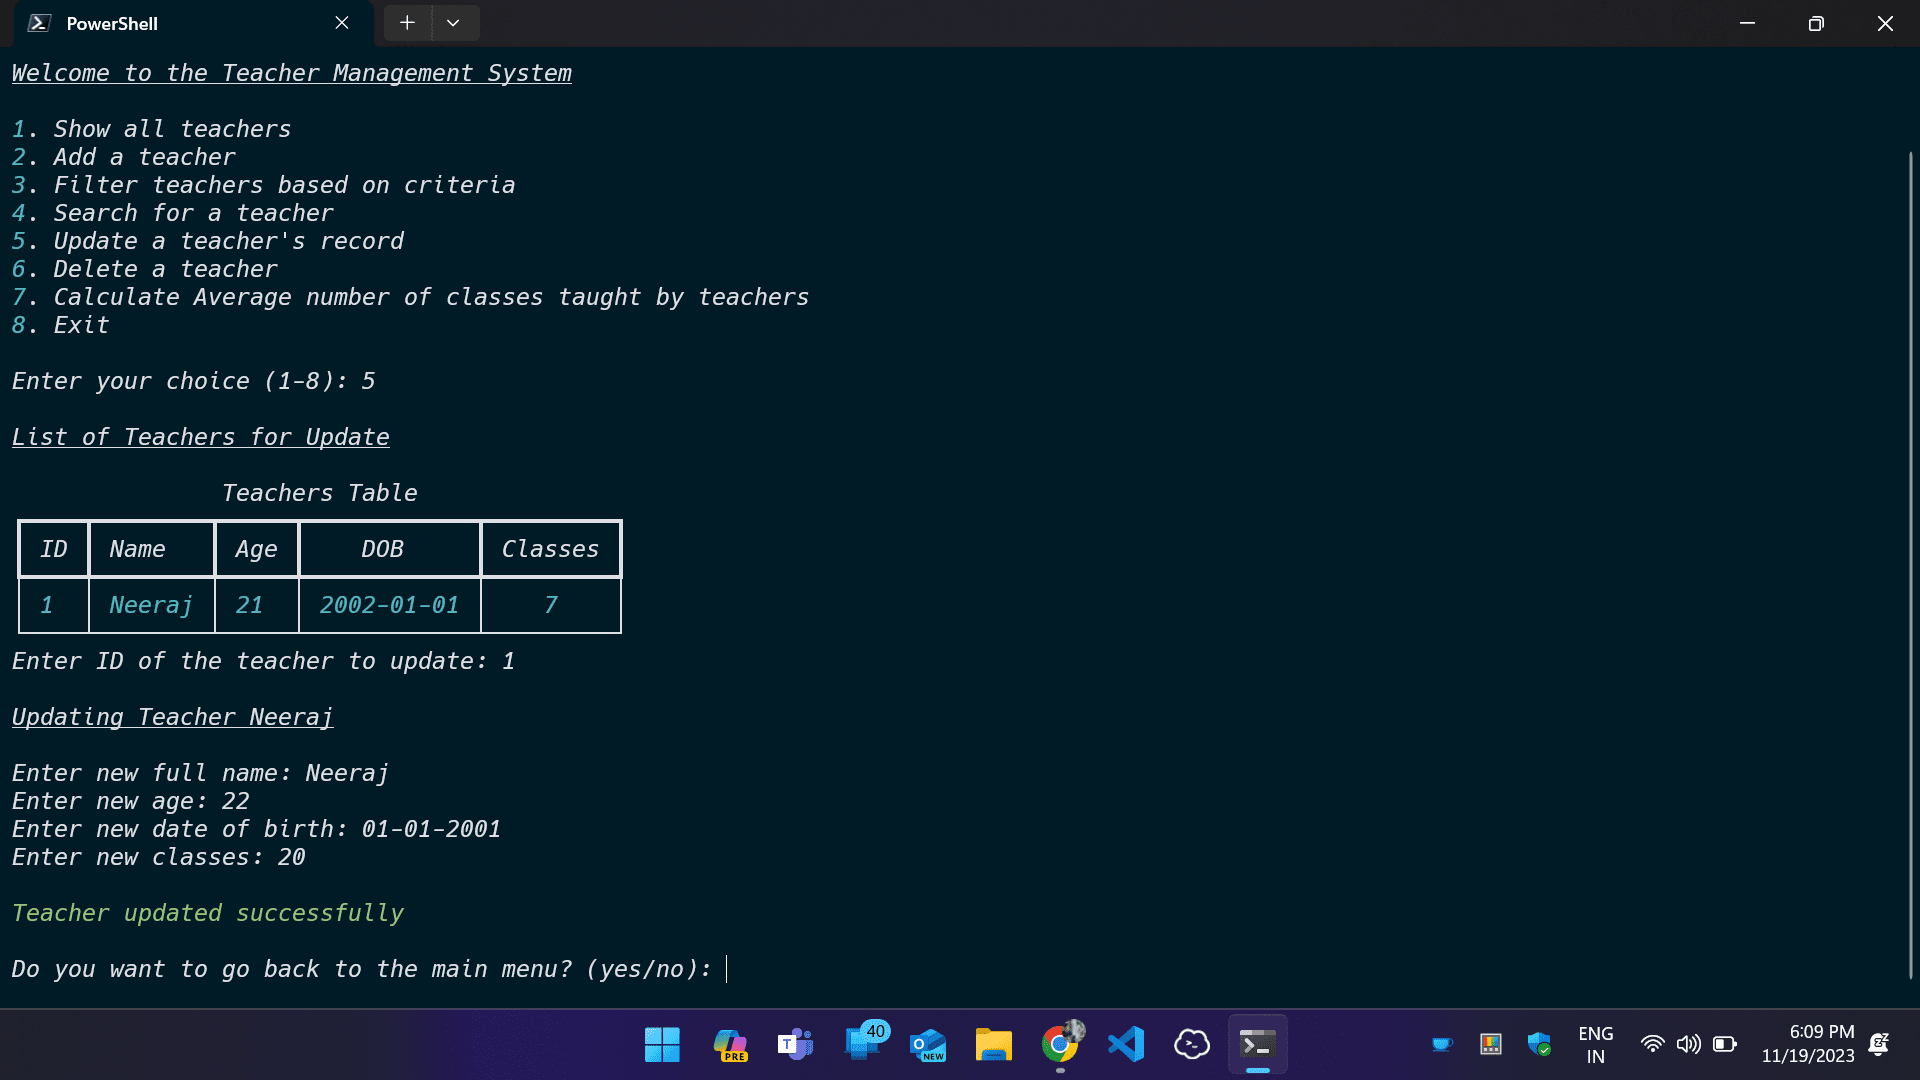 PowerShell
Welcome to the Teacher Management System
1. Show all teachers
2. Add a teacher
3. Filter teachers based on criteria
4. Search for a teacher
5. Update a teacher's record
6. Delete a teacher
7. Calculate Average number of classes taught by teachers
8. Exit
Enter your choice (1-8): 5
List of Teachers for Update
Teachers Table
ID Name Age DOB Classes
1 Neeraj 21 2002-01-01 7
Enter ID of the teacher to update: 1
Updating Teacher Neeraj
Enter new full name: Neeraj
Enter new age: 22
Enter new date of birth: 01-01-2001
Enter new classes: 20
Teacher updated successfully
Do you want to go back to the main menu? (yes/no):
PRE
T
40
O
NEW
ENG
IN
6:09 PM
11/19/2023